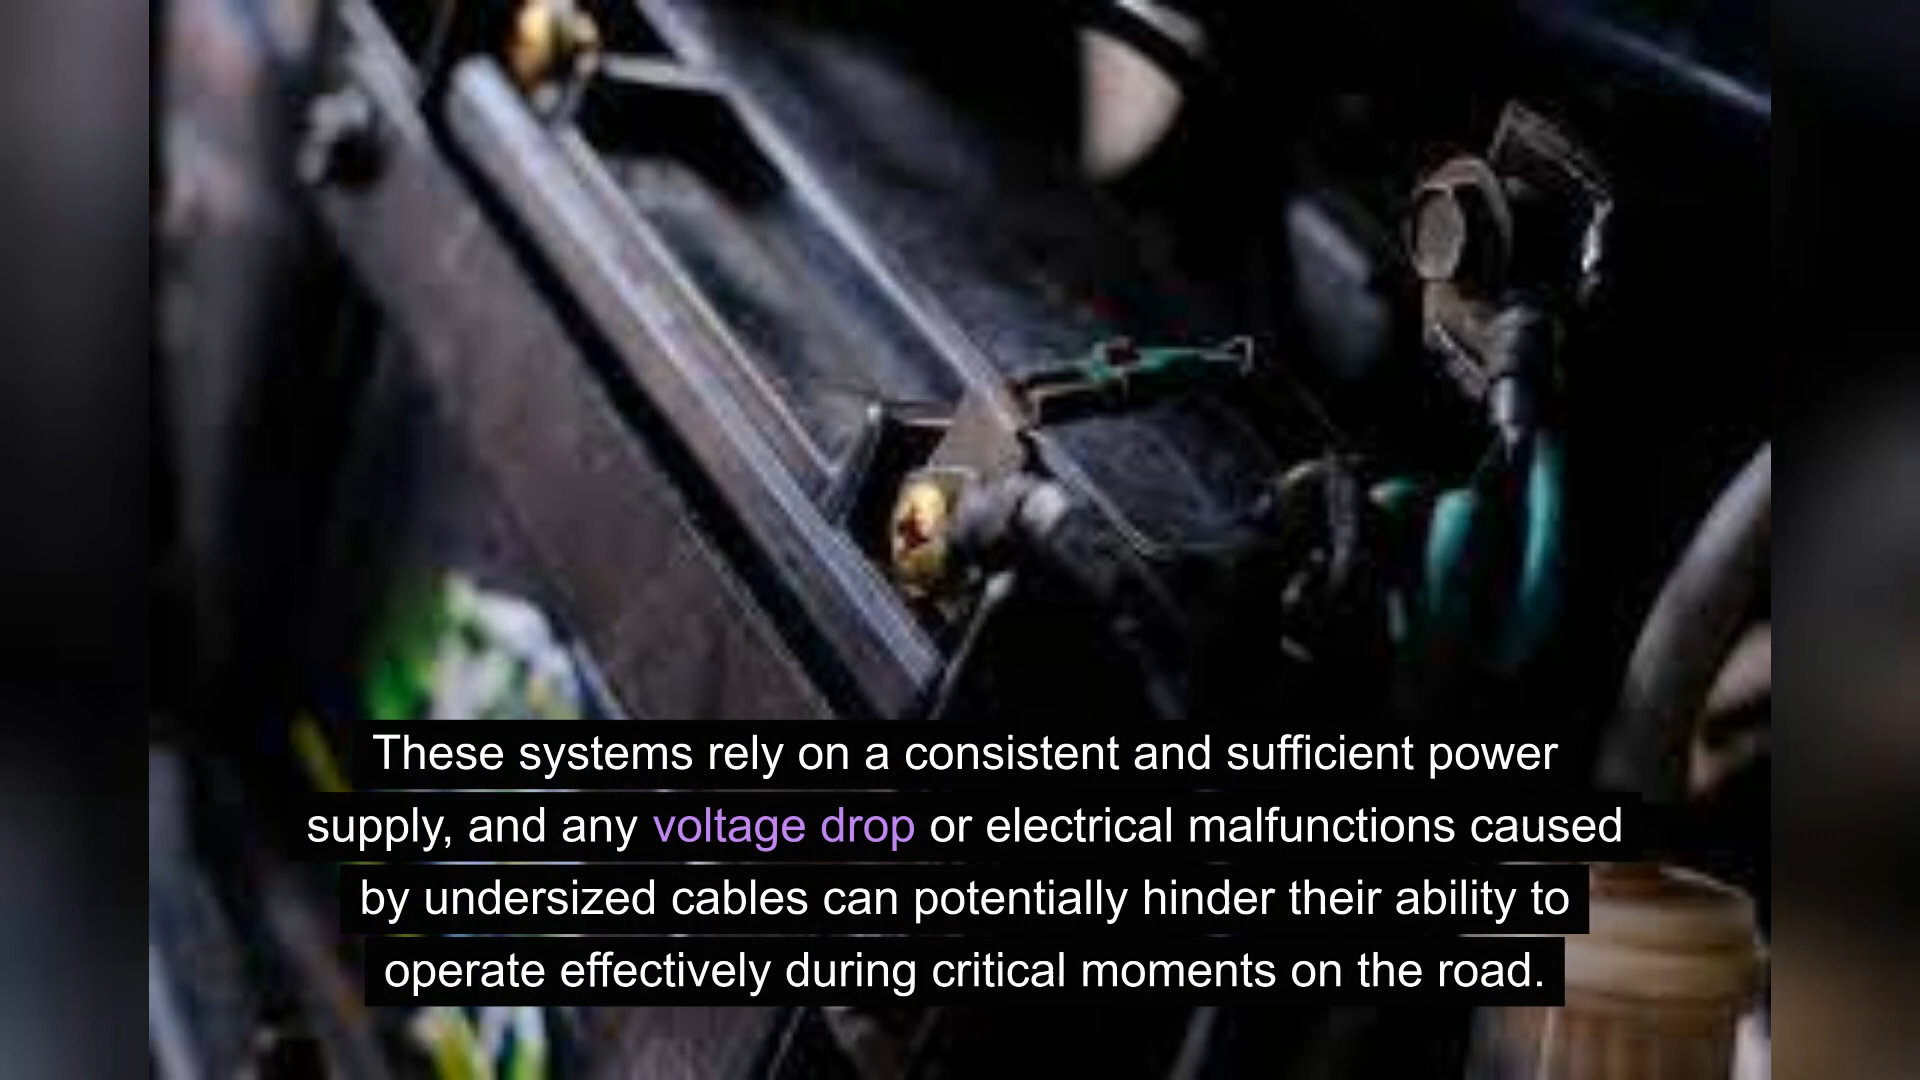 These systems rely on a consistent and sufficient power
supply, and any voltage drop or electrical malfunctions caused
by undersized cables can potentially hinder their ability to
operate effectively during critical moments on the road.